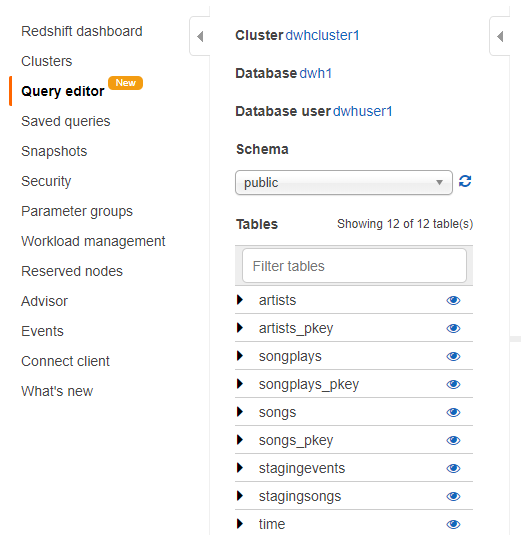 Redshift dashboard
Clusters
Query editor New
Saved queries
Snapshots
Security
Parameter groups
Workload management
Reserved nodes
Advisor
Events
Connect client
What's new
Cluster dwhcluster1
Database dwh1
Database user dwhuser1
Schema
public
Tables Showing 12 of 12 table(s)
Filter tables
artists
artists_pkey
songplays
songplays_pkey
songs
songs_pkey
stagingevents
stagingsongs
time